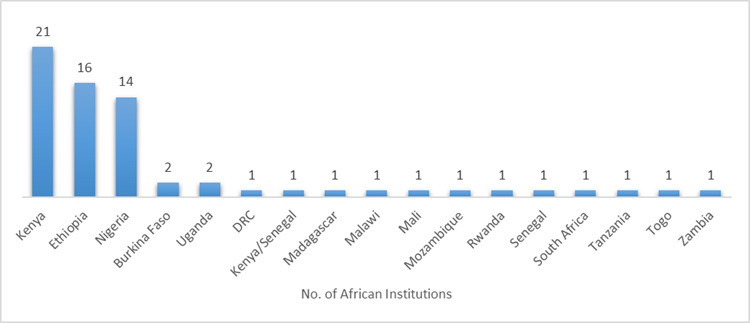 21
16
14
2
2
1
1
1
1
1
1
1
1
1
1
1
1
Kenya
Ethiopia
Nigeria
Burkina Faso
Uganda
DRC
Kenya/Senegal
Madagascar
Malawi
Mali
Mozambique
Rwanda
Senegal
South Africa
Tanzania
Togo
Zambia
No. of African Institutions